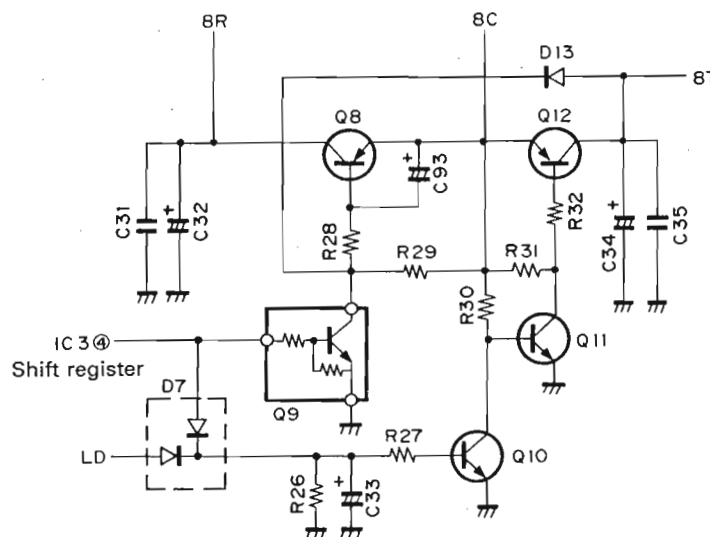 8R
8C
D13
8T
Q8
Q12
+
C93
R32
C31
+
C32
R28
+
C34
C35
R29
R31
R30
IC3④
Shift register
Q11
D7
Q9
R27
LD
Q10
R26
+
C33